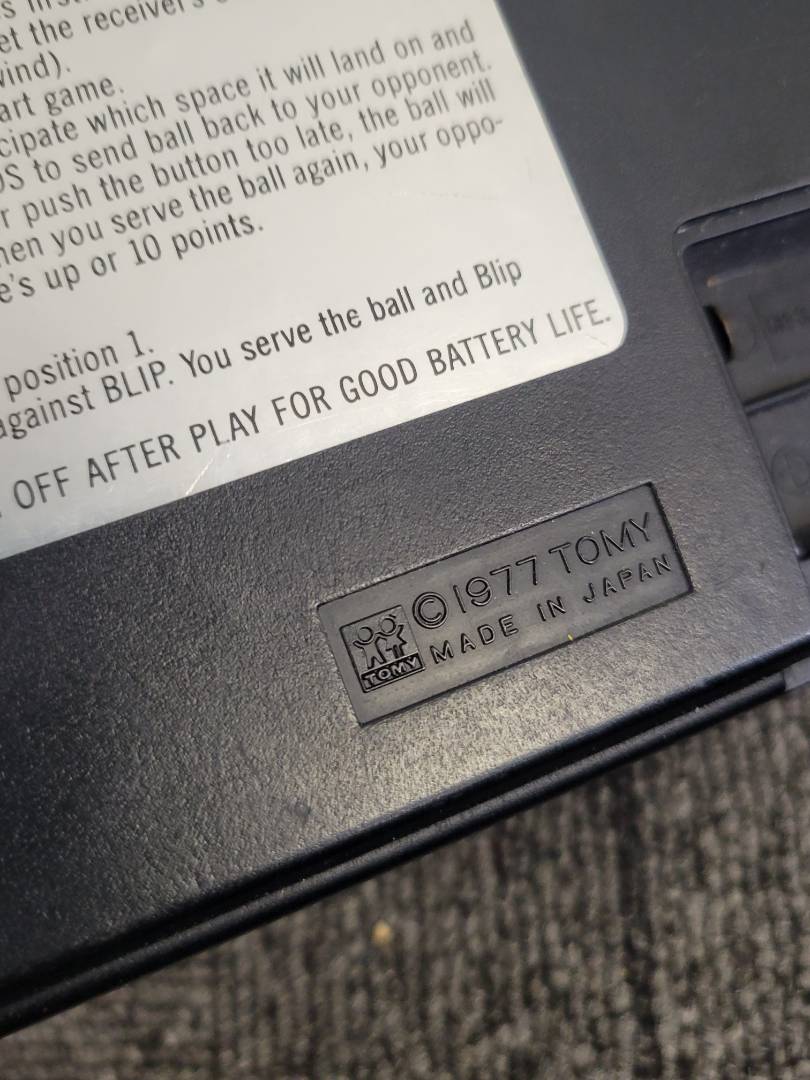 et the receiver's
wind).
art game.
cipate which space it will land on and
OS to send ball back to your opponent.
r push the button too late, the ball will
hen you serve the ball again, your oppo-
e's up or 10 points.
position 1.
against BLIP. You serve the ball and Blip
OFF AFTER PLAY FOR GOOD BATTERY LIFE.
©1977 TOMY
MADE IN JAPAN
TOMY